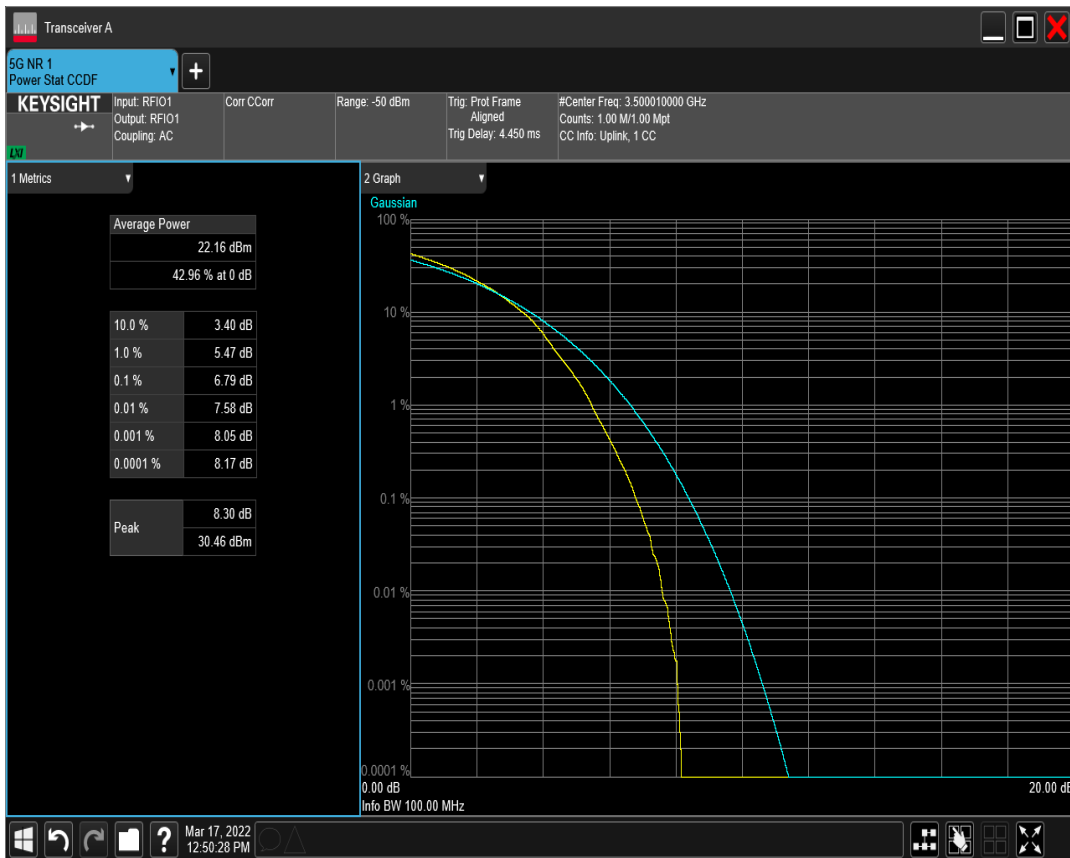 Transceiver A
5G NR 1
Power Stat CCDF
KEYSIGHT
LXI
Input: RFIO1
Output: RFIO1
Coupling: AC
Corr CCorr
Range: -50 dBm
Trig: Prot Frame
Aligned
Trig Delay: 4.450 ms
#Center Freq: 3.500010000 GHz
Counts: 1.00 M/1.00 Mpt
CC Info: Uplink, 1 CC
1 Metrics
Average Power
22.16 dBm
42.96 % at 0 dB
10.0 % 3.40 dB
1.0 % 5.47 dB
0.1 % 6.79 dB
0.01 % 7.58 dB
0.001 % 8.05 dB
0.0001 % 8.17 dB
Peak 8.30 dB
30.46 dBm
2 Graph
Gaussian
100 %
10 %
1 %
0.1 %
0.01 %
0.001 %
0.0001 %
0.00 dB 20.00 dB
Info BW 100.00 MHz
? Mar 17, 2022
12:50:28 PM